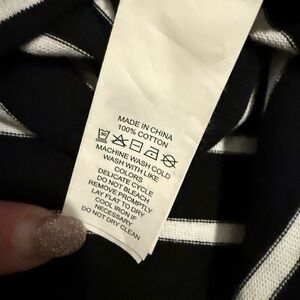 MADE IN CHINA
100% COTTON
30
MACHINE WASH COLD
WASH WITH LIKE
COLORS
DELICATE CYCLE
DO NOT BLEACH
REMOVE PROMPTLY
LAY FLAT TO DRY
COOL IRON IF
NECESSARY
DO NOT DRY CLEAN